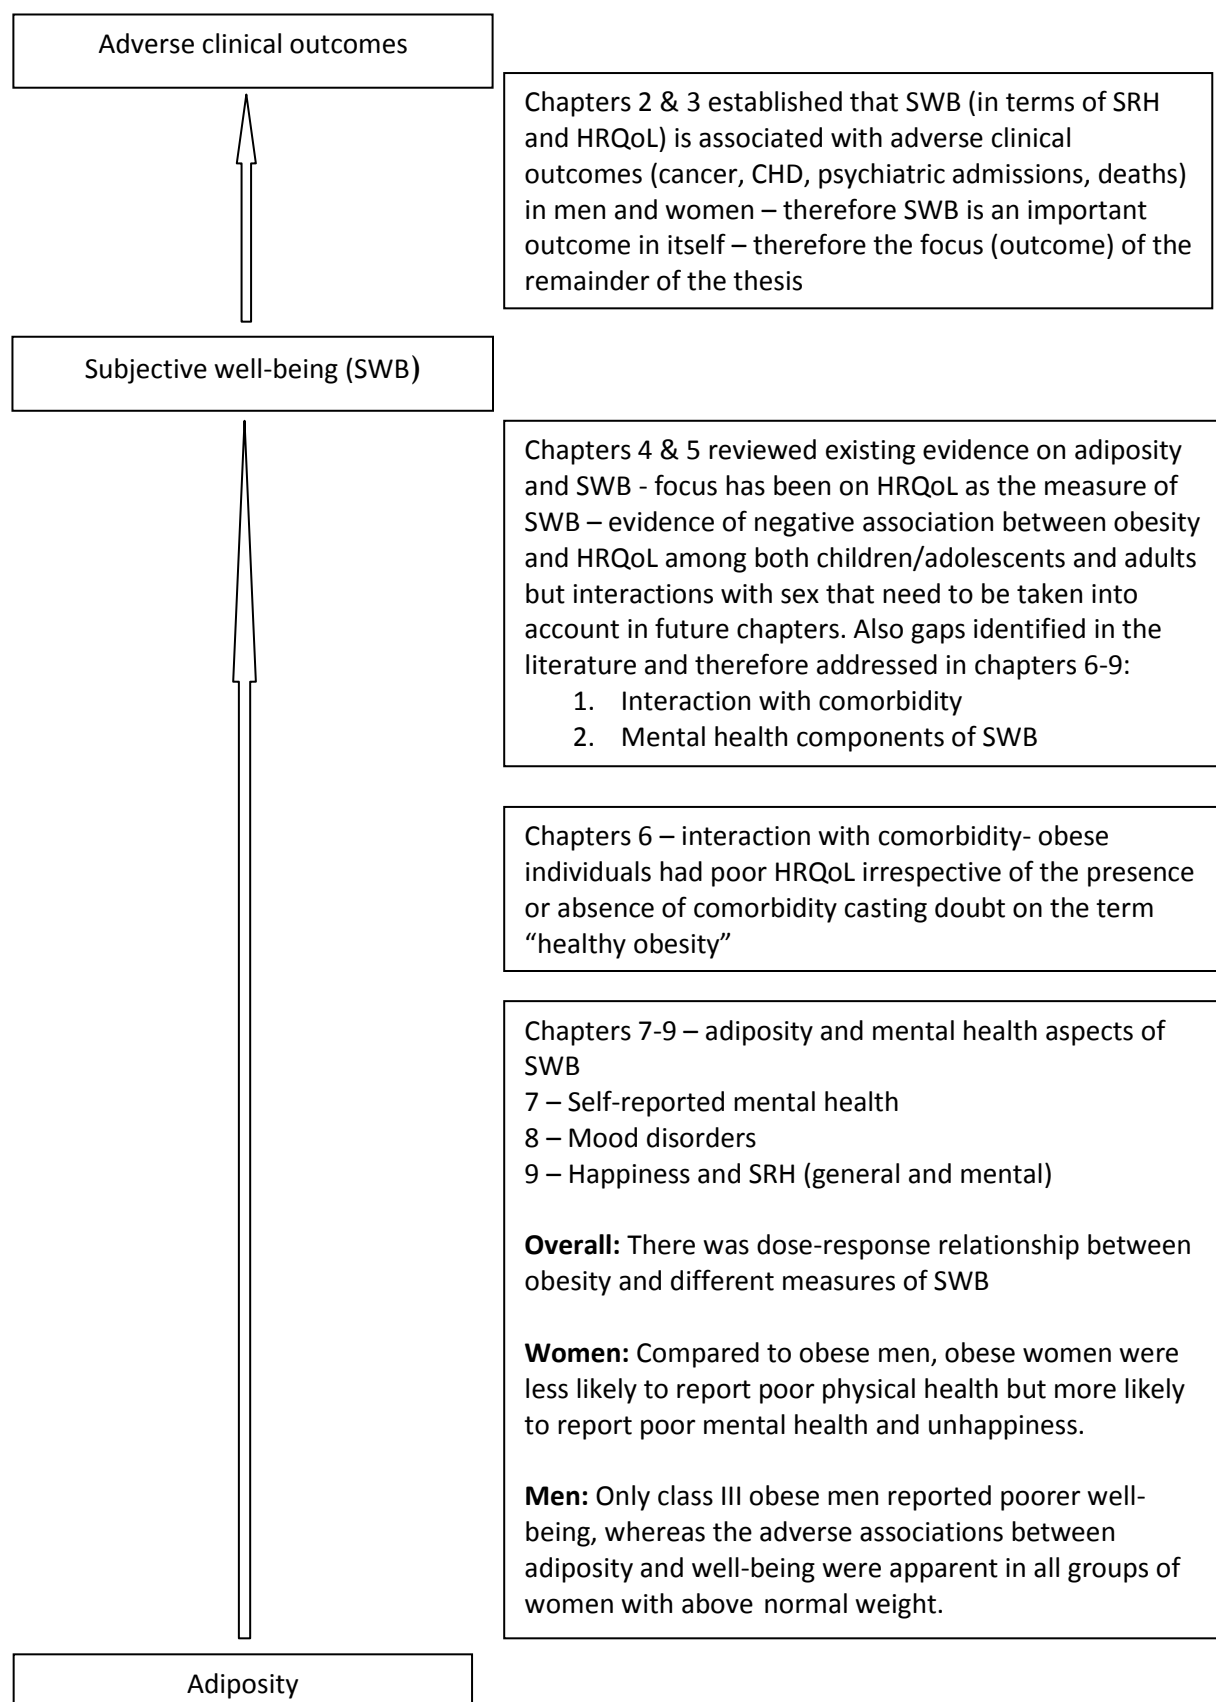 Adverse clinical outcomes
Chapters 2 & 3 established that SWB (in terms of SRH
and HRQoL) is associated with adverse clinical
outcomes (cancer, CHD, psychiatric admissions, deaths)
in men and women – therefore SWB is an important
outcome in itself – therefore the focus (outcome) of the
remainder of the thesis
Subjective well-being (SWB)
Chapters 4 & 5 reviewed existing evidence on adiposity
and SWB - focus has been on HRQoL as the measure of
SWB – evidence of negative association between obesity
and HRQoL among both children/adolescents and adults
but interactions with sex that need to be taken into
account in future chapters. Also gaps identified in the
literature and therefore addressed in chapters 6-9:
1. Interaction with comorbidity
2. Mental health components of SWB
Chapters 6 – interaction with comorbidity- obese
individuals had poor HRQoL irrespective of the presence
or absence of comorbidity casting doubt on the term
“healthy obesity”
Chapters 7-9 – adiposity and mental health aspects of
SWB
7 – Self-reported mental health
8 – Mood disorders
9 – Happiness and SRH (general and mental)
Overall: There was dose-response relationship between
obesity and different measures of SWB
Women: Compared to obese men, obese women were
less likely to report poor physical health but more likely
to report poor mental health and unhappiness.
Men: Only class III obese men reported poorer well-
being, whereas the adverse associations between
adiposity and well-being were apparent in all groups of
women with above normal weight.
Adiposity